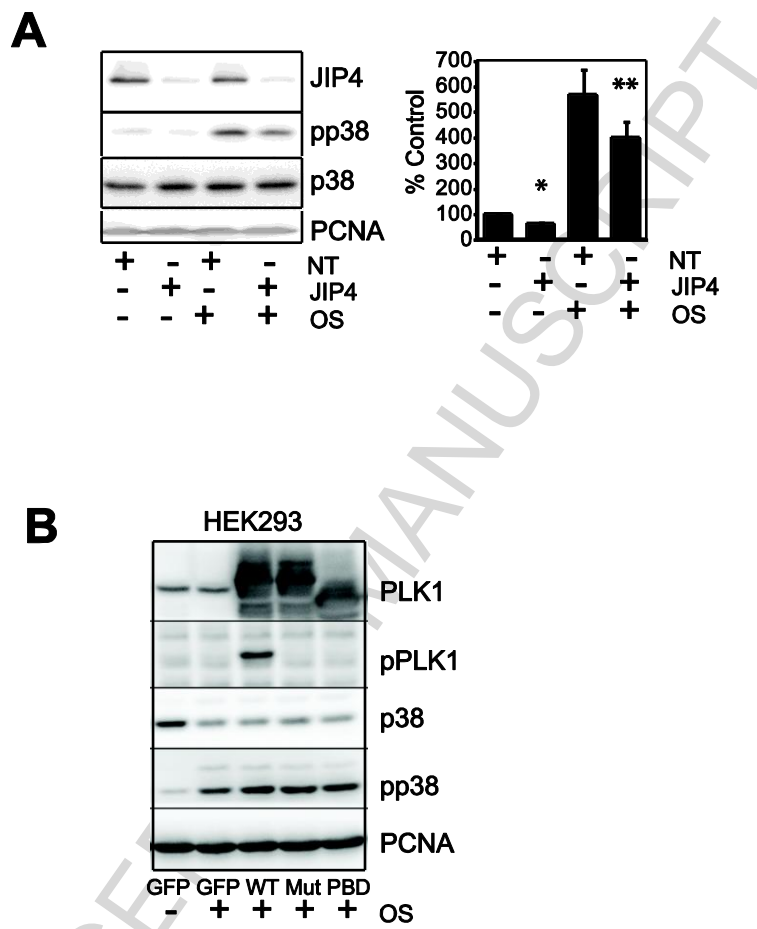 A
JIP4
pp38
p38
PCNA
+ - + - NT
- + - + JIP4
- - + + OS
% Control
700
600
500
400
300
200
100
0
*
**
+ - + - NT
- + - + JIP4
- - + + OS
B
HEK293
PLK1
pPLK1
p38
pp38
PCNA
GFP GFP WT Mut PBD
- + + + + OS
MANUSCRIPT